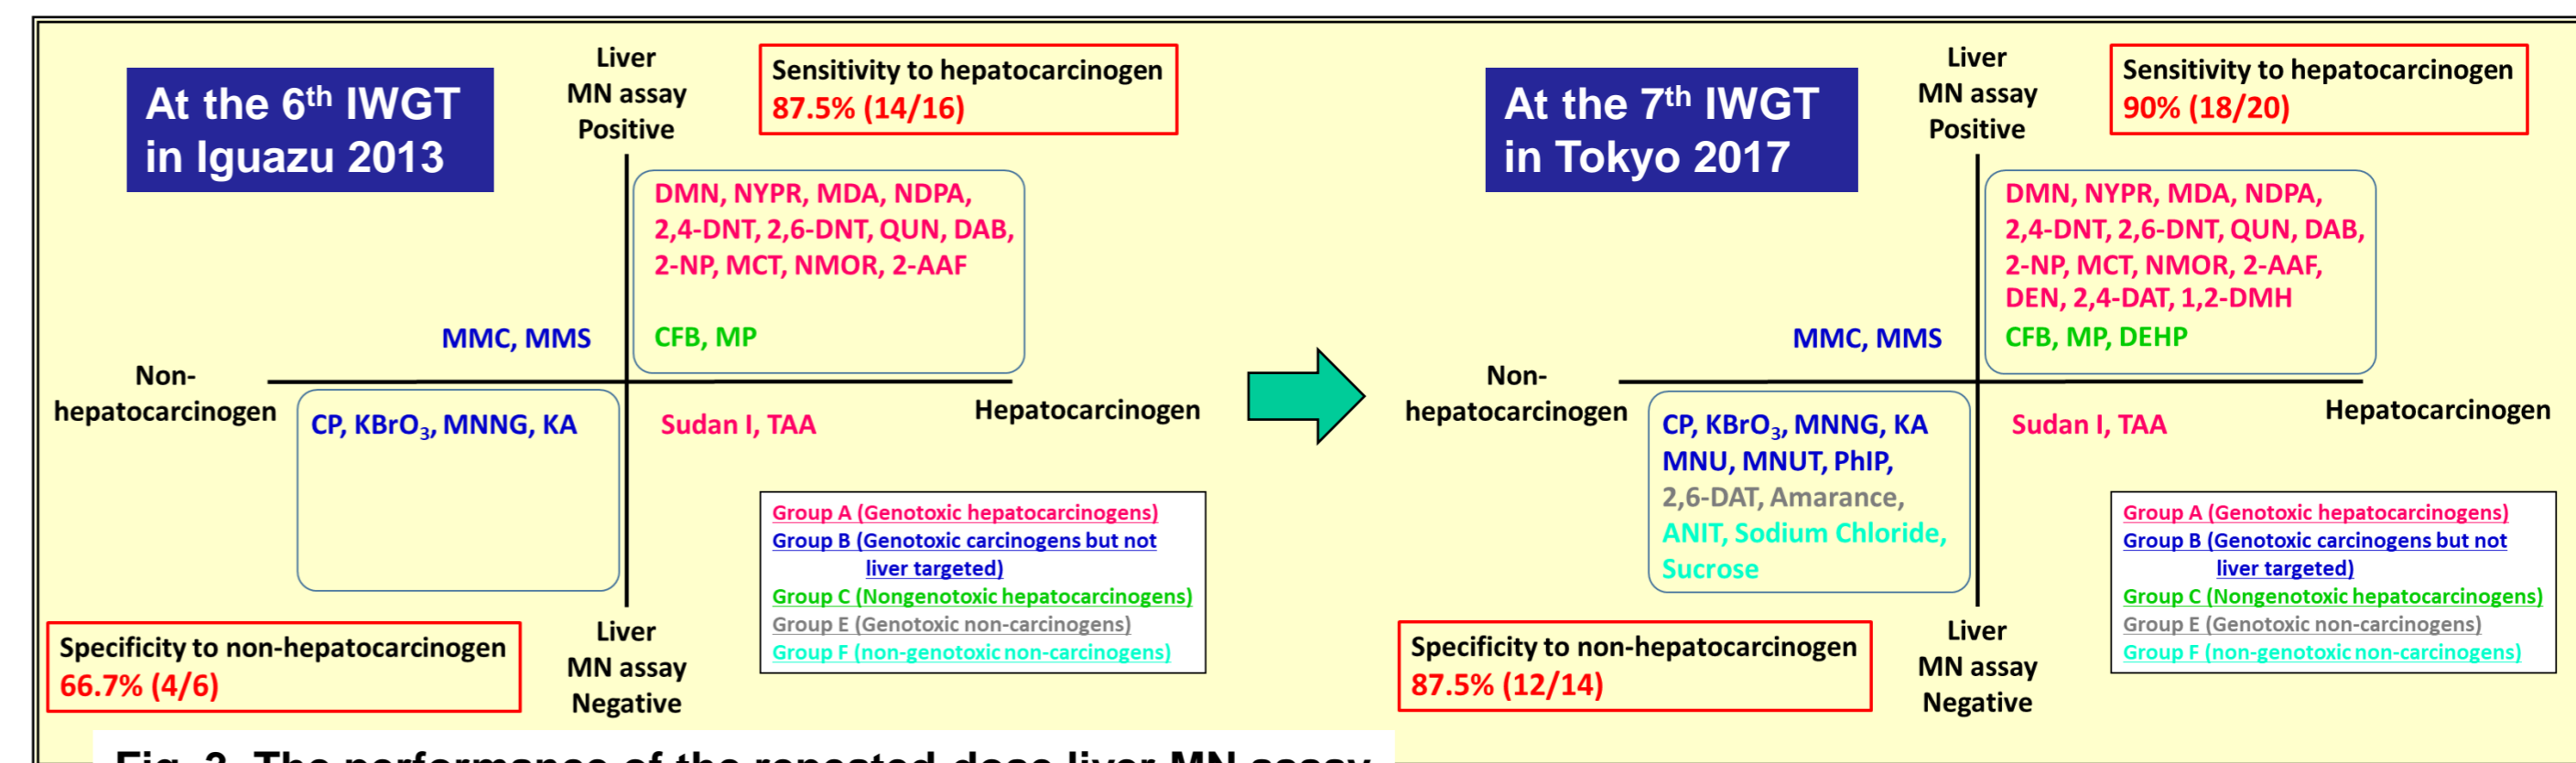 At the 6th IWGT
in Iguazu 2013
Liver
MN assay
Positive
Sensitivity to hepatocarcinogen
87.5% (14/16)
DMN, NYPR, MDA, NDPA,
2,4-DNT, 2,6-DNT, QUN, DAB,
2-NP, MCT, NMOR, 2-AAF
MMC, MMS
CFB, MP
Non-
hepatocarcinogen
Hepatocarcinogen
CP, KBrO3, MNNG, KA
Sudan I, TAA
Group A (Genotoxic hepatocarcinogens)
Group B (Genotoxic carcinogens but not
liver targeted)
Group C (Nongenotoxic hepatocarcinogens)
Group E (Genotoxic non-carcinogens)
Group F (non-genotoxic non-carcinogens)
Specificity to non-hepatocarcinogen
66.7% (4/6)
Liver
MN assay
Negative
At the 7th IWGT
in Tokyo 2017
Liver
MN assay
Positive
Sensitivity to hepatocarcinogen
90% (18/20)
DMN, NYPR, MDA, NDPA,
2,4-DNT, 2,6-DNT, QUN, DAB,
2-NP, MCT, NMOR, 2-AAF,
DEN, 2,4-DAT, 1,2-DMH
MMC, MMS
CFB, MP, DEHP
Non-
hepatocarcinogen
Hepatocarcinogen
CP, KBrO3, MNNG, KA
MNU, MNUT, PhIP,
2,6-DAT, Amarance,
ANIT, Sodium Chloride,
Sucrose
Sudan I, TAA
Group A (Genotoxic hepatocarcinogens)
Group B (Genotoxic carcinogens but not
liver targeted)
Group C (Nongenotoxic hepatocarcinogens)
Group E (Genotoxic non-carcinogens)
Group F (non-genotoxic non-carcinogens)
Specificity to non-hepatocarcinogen
87.5% (12/14)
Liver
MN assay
Negative
The performance of the repeated-dose liver MN assay